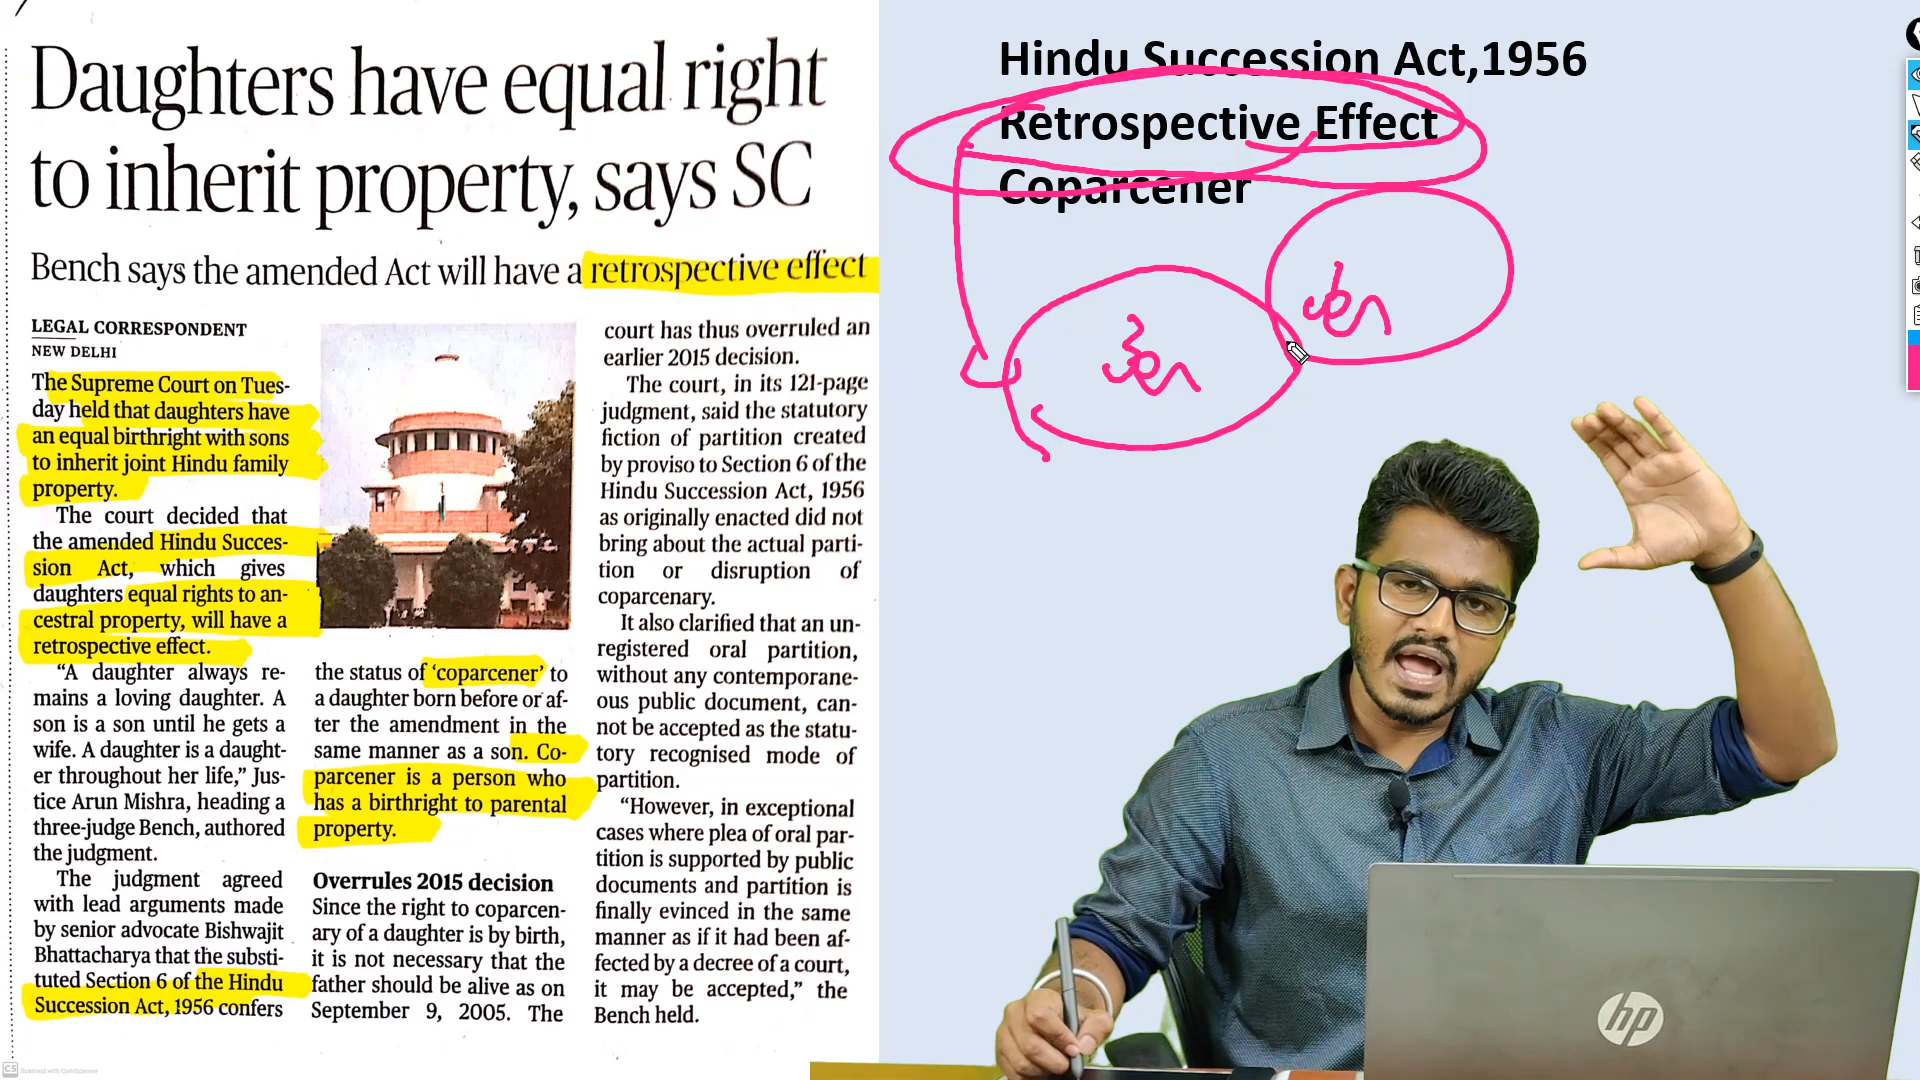 Daughters have equal right
to inherit property, says SC
Bench says the amended Act will have a retrospective effect
LEGAL CORRESPONDENT
NEW DELHI
The Supreme Court on Tues-
day held that daughters have
an equal birthright with sons
to inherit joint Hindu family
property.
The court decided that
the amended Hindu Succes-
sion Act, which gives
daughters equal rights to an-
cestral property, will have a
retrospective effect.
“A daughter always re-
mains a loving daughter. A
son is a son until he gets a
wife. A daughter is a daught-
er throughout her life,” Jus-
tice Arun Mishra, heading a
three-judge Bench, authored
the judgment.
The judgment agreed
with lead arguments made
by senior advocate Bishwajit
Bhattacharya that the substi-
tuted Section 6 of the Hindu
Succession Act, 1956 confers
the status of ‘coparcener’ to
a daughter born before or af-
ter the amendment in the
same manner as a son. Co-
parcener is a person who
has a birthright to parental
property.
Overrules 2015 decision
Since the right to coparcen-
ary of a daughter is by birth,
it is not necessary that the
father should be alive as on
September 9, 2005. The
court has thus overruled an
earlier 2015 decision.
The court, in its 121-page
judgment, said the statutory
fiction of partition created
by proviso to Section 6 of the
Hindu Succession Act, 1956
as originally enacted did not
bring about the actual parti-
tion or disruption of
coparcenary.
It also clarified that an un-
registered oral partition,
without any contemporane-
ous public document, can-
not be accepted as the statu-
tory recognised mode of
partition.
“However, in exceptional
cases where plea of oral par-
tition is supported by public
documents and partition is
finally evinced in the same
manner as if it had been af-
fected by a decree of a court,
it may be accepted,” the
Bench held.
CS Scanned with CamScanner
Hindu Succession Act,1956
Retrospective Effect
Coparcener
hp